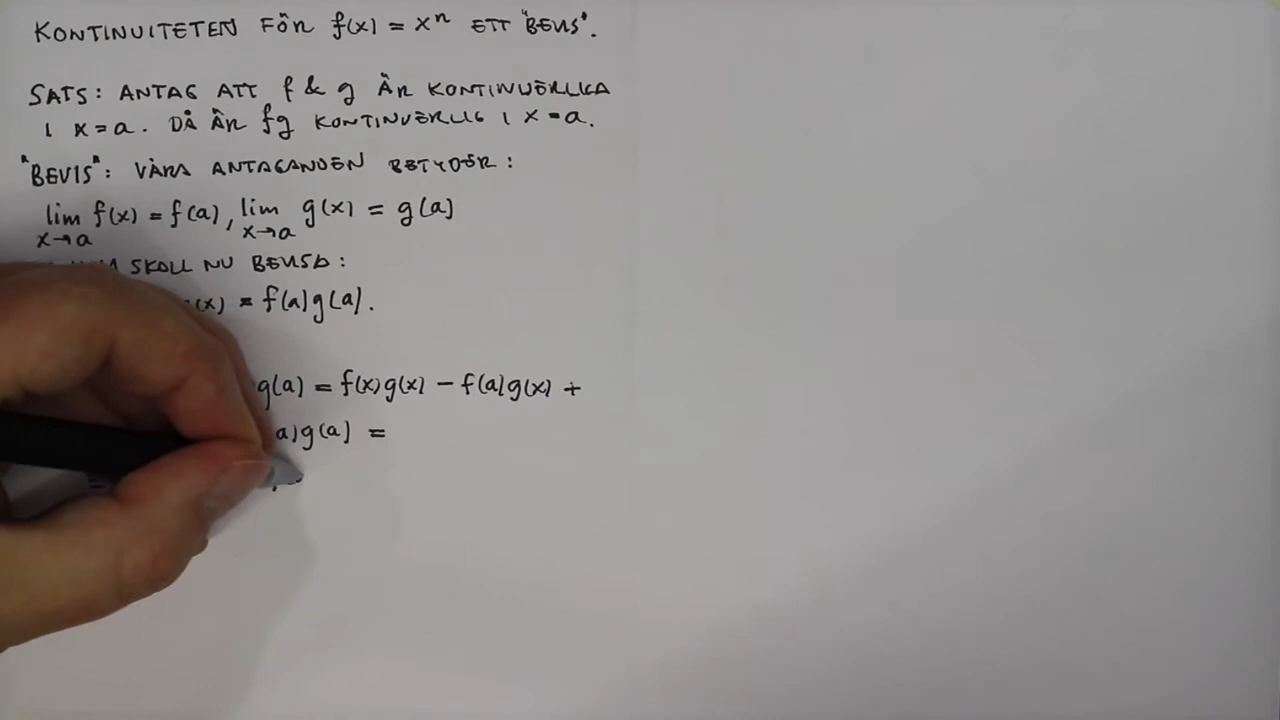 KONTINUITETEN FÖR f(x) = xⁿ ETT "BEVIS".
SATS: ANTAG ATT f & g ÄR KONTINUERLIGA
I x = a. DÅ ÄR fg KONTINUERLIG I x = a.
"BEVIS": VÅRA ANTAGANDEN BETYDER:
lim f(x) = f(a), lim g(x) = g(a)
x→a x→a
SKALL NU BEVISA:
(x) = f(a)g(a).
g(a) = f(x)g(x) - f(a)g(x) +
a)g(a) =